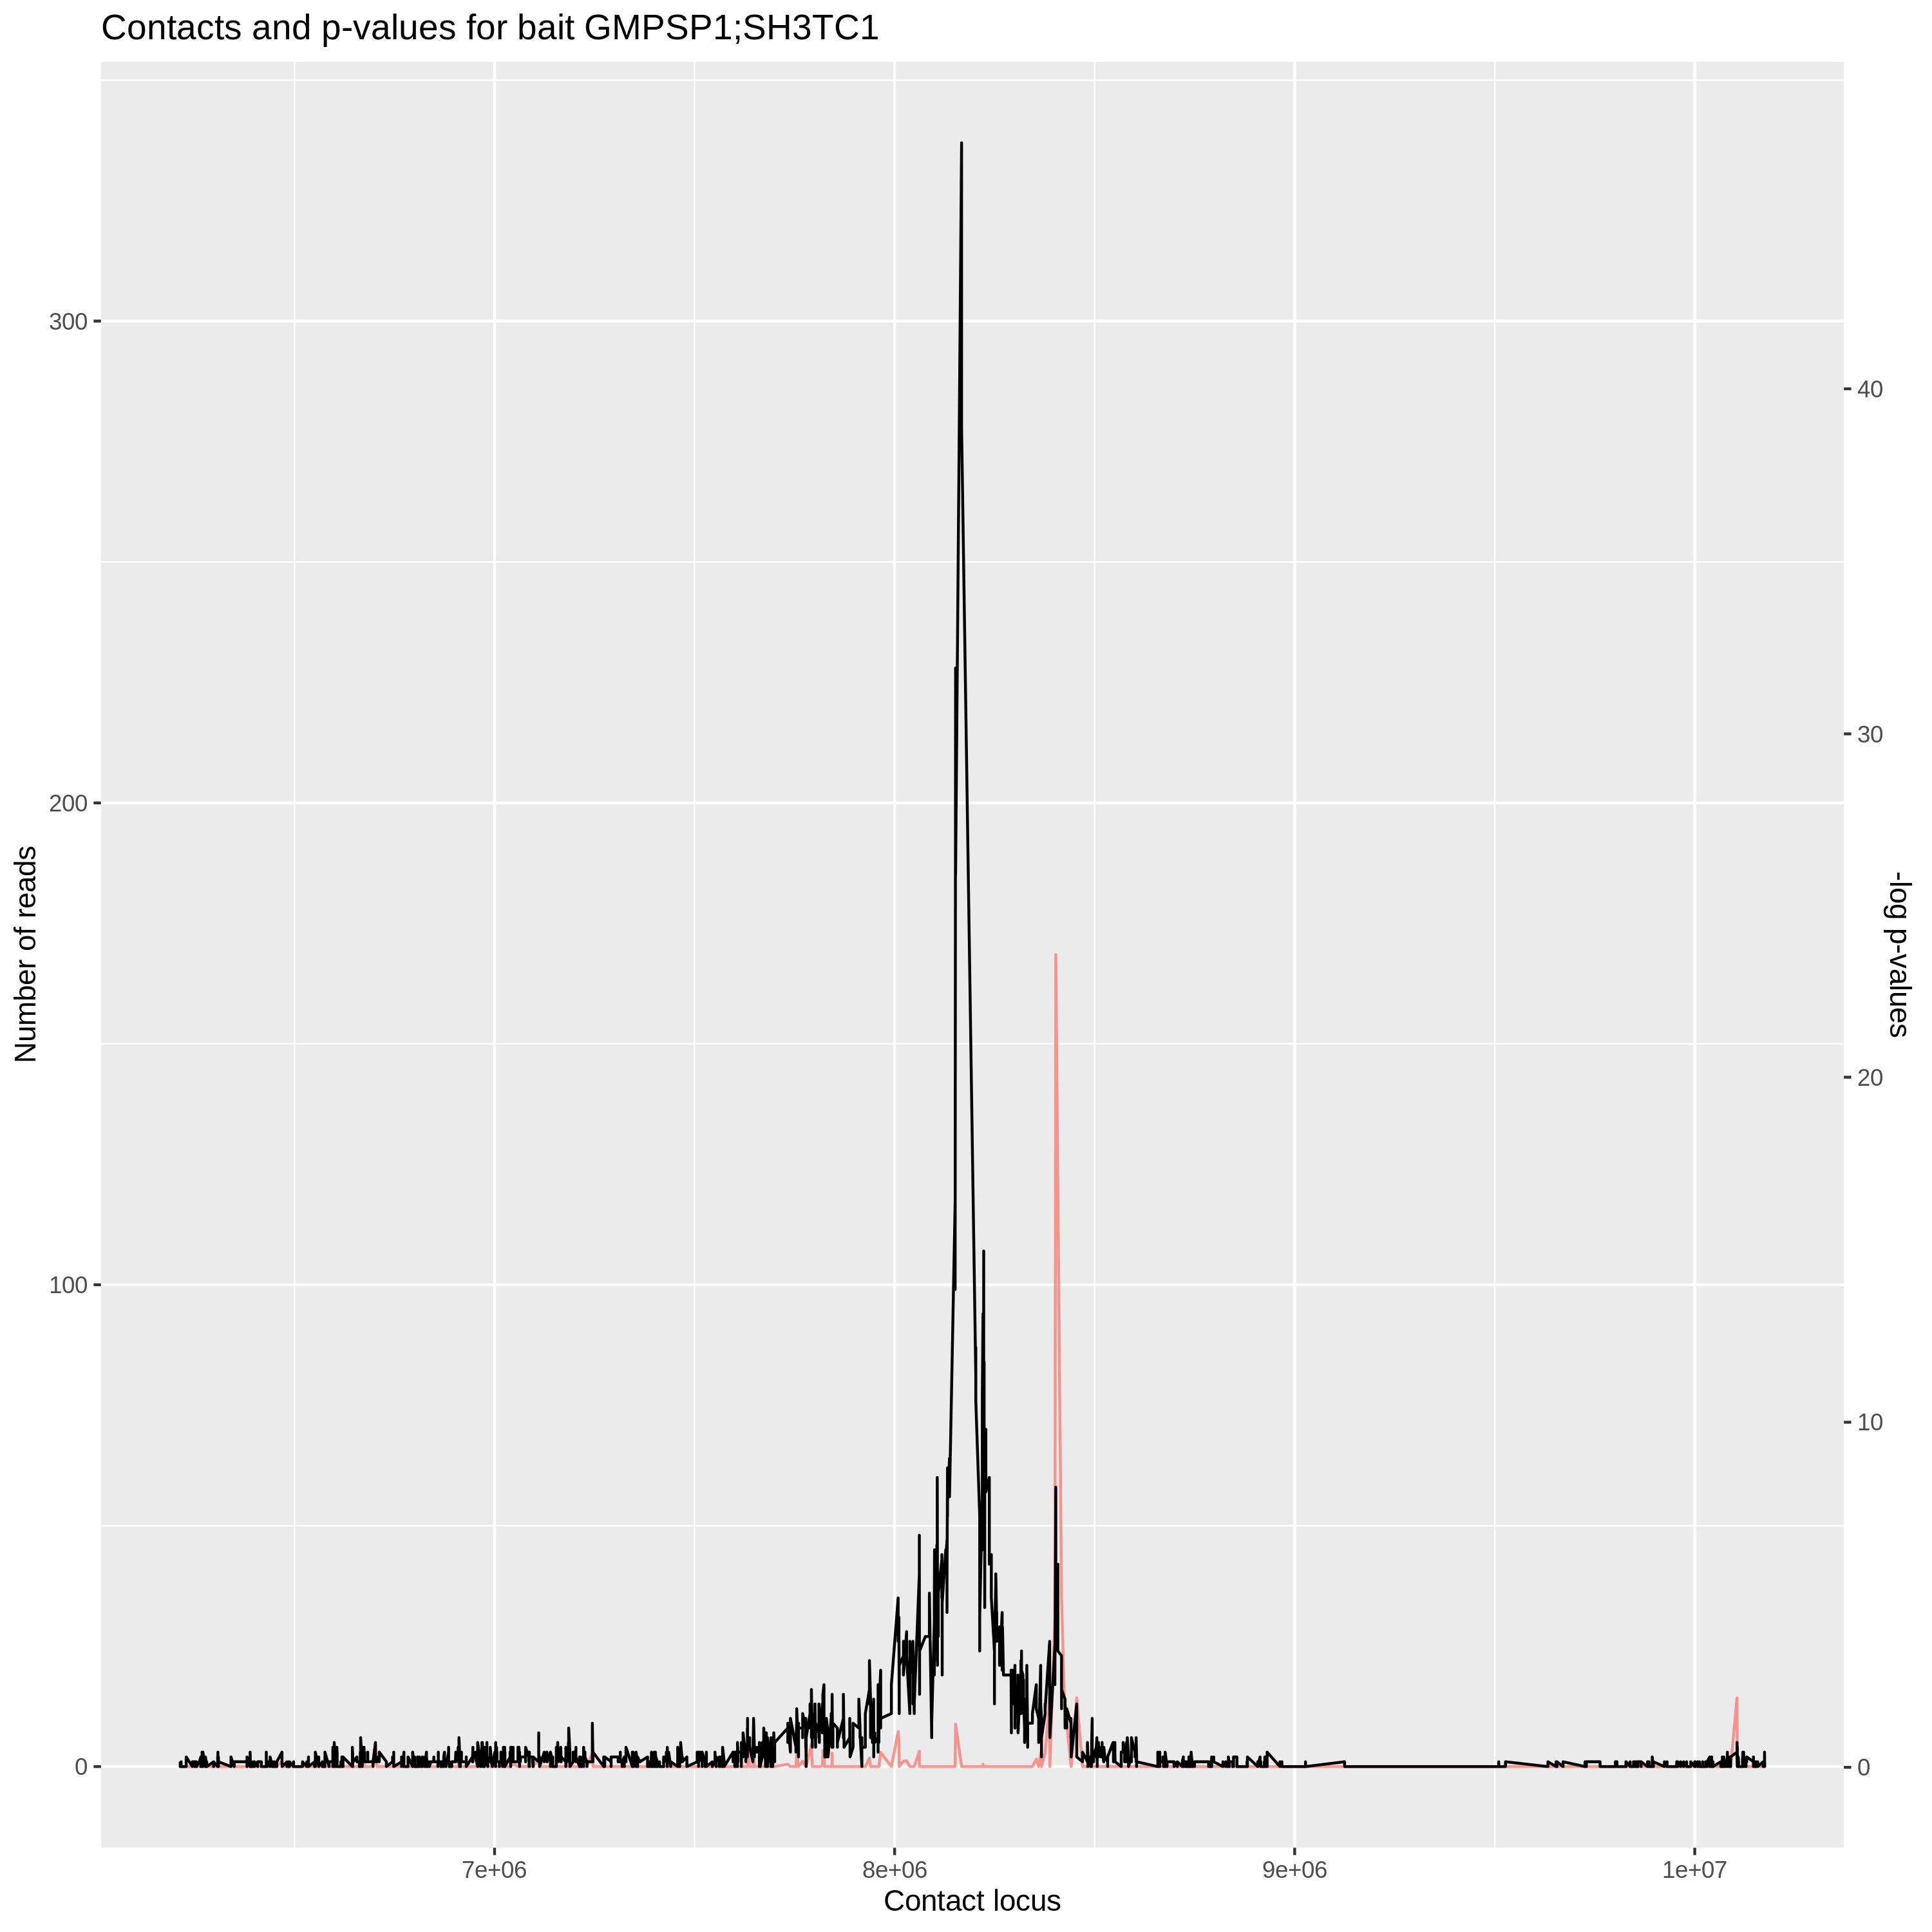 Contacts and p-values for bait GMPSP1;SH3TC1
Number of reads
300
200
100
0
40
30
20
10
0
-log p-values
7e+06
8e+06
9e+06
1e+07
Contact locus